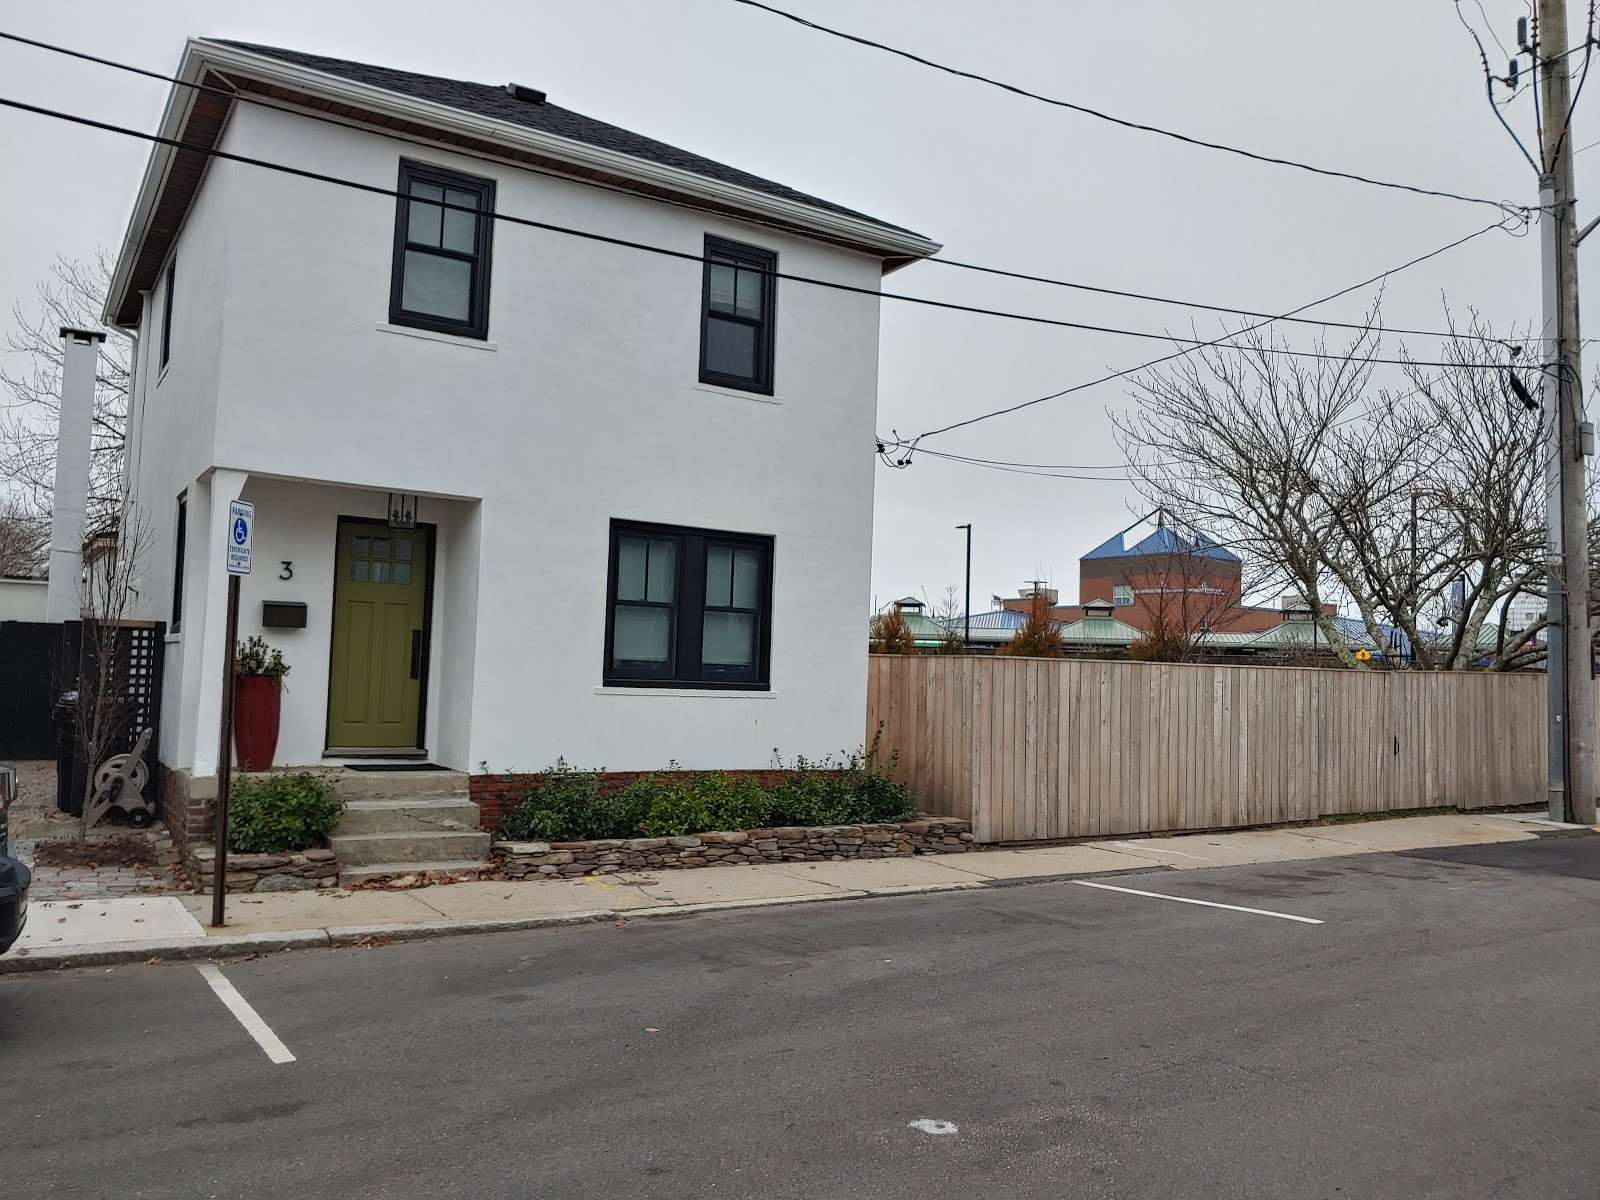 PARKING
CERTIFICATE
REQUIRED
3